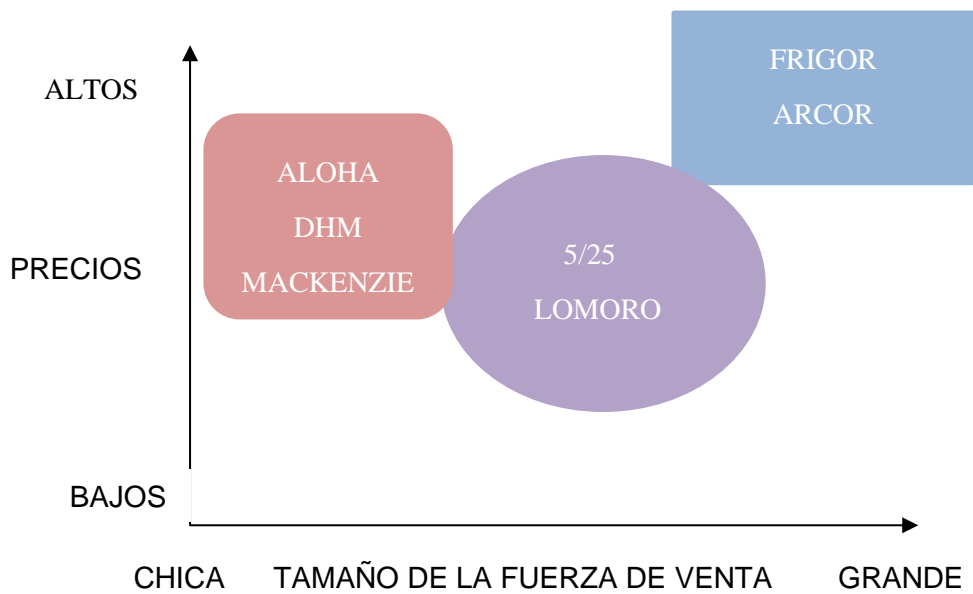 FRIGOR
ALTOS
ARCOR
ALOHA
DHM
5/25
PRECIOS
MACKENZIE
LOMORO
BAJOS
CHICA TAMAÑO DE LA FUERZA DE VENTA GRANDE